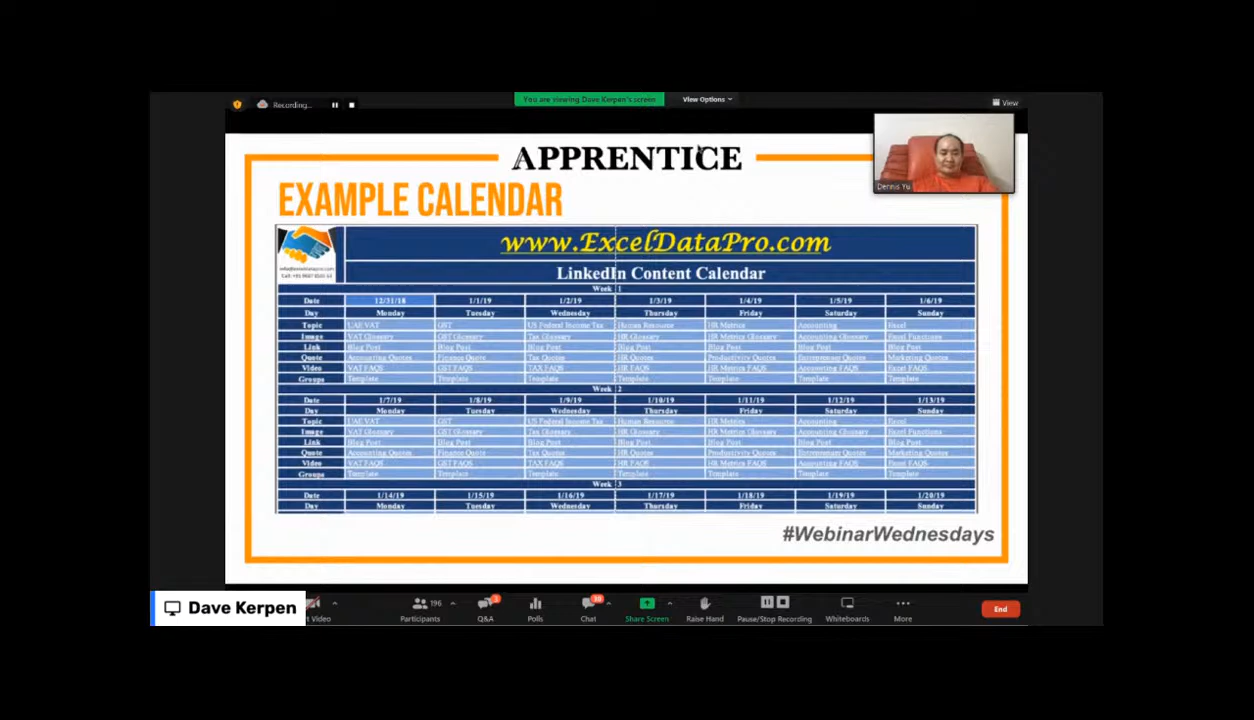 Recording...
You are viewing Dave Kerpen's screen
View Options
View
APPRENTICE
Dennis Yu
EXAMPLE CALENDAR
www.ExcelDataPro.com
LinkedIn Content Calendar
Week 1
Date 12/31/18 1/1/19 1/2/19 1/3/19 1/4/19 1/5/19 1/6/19
Day Monday Tuesday Wednesday Thursday Friday Saturday Sunday
Topic UAE VAT GST US Federal Income Tax Human Resource HR Metrics Accounting Excel
Image VAT Glossary GST Glossary Tax Glossary HR Glossary HR Metrics Glossary Accounting Glossary Excel Functions
Link Blog Post Blog Post Blog Post Blog Post Blog Post Blog Post Blog Post
Quote Accounting Quotes Finance Quote Tax Quotes HR Quotes Productivity Quotes Entrepreneur Quotes Marketing Quotes
Video VAT FAQS GST FAQS TAX FAQS HR FAQS HR Metrics FAQS Accounting FAQS Excel FAQS
Groups Template Template Template Template Template Template Template
Week 2
Date 1/7/19 1/8/19 1/9/19 1/10/19 1/11/19 1/12/19 1/13/19
Day Monday Tuesday Wednesday Thursday Friday Saturday Sunday
Topic UAE VAT GST US Federal Income Tax Human Resource HR Metrics Accounting Excel
Image VAT Glossary GST Glossary Tax Glossary HR Glossary HR Metrics Glossary Accounting Glossary Excel Functions
Link Blog Post Blog Post Blog Post Blog Post Blog Post Blog Post Blog Post
Quote Accounting Quotes Finance Quote Tax Quotes HR Quotes Productivity Quotes Entrepreneur Quotes Marketing Quotes
Video VAT FAQS GST FAQS TAX FAQS HR FAQS HR Metrics FAQS Accounting FAQS Excel FAQS
Groups Template Template Template Template Template Template Template
Week 3
Date 1/14/19 1/15/19 1/16/19 1/17/19 1/18/19 1/19/19 1/20/19
Day Monday Tuesday Wednesday Thursday Friday Saturday Sunday
#WebinarWednesdays
Dave Kerpen
Video
196
Participants
Q&A
Polls
Chat
Share Screen
Raise Hand
Pause/Stop Recording
Whiteboards
More
End